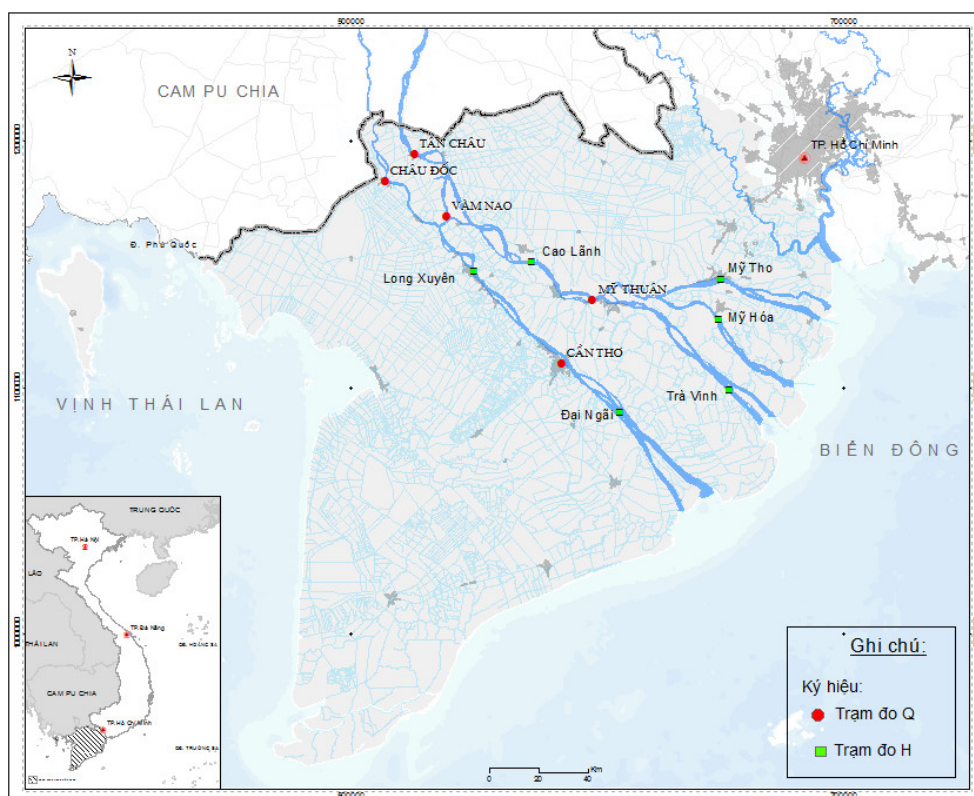 500000
700000
N
CAM PU CHIA
TP. Hồ Chí Minh
TÂN CHÂU
CHÂU ĐỐC
VÀM NAO
Đ. Phú Quốc
Cao Lãnh
Long Xuyên
Mỹ Tho
MỸ THUẬN
Mỹ Hóa
CẦN THƠ
Trà Vinh
Đại Ngãi
VỊNH THÁI LAN
BIỂN ĐÔNG
TRUNG QUỐC
TP.Hà Nội
LÀO
TP.Đà Nẵng
THÁI LAN
CAM PU CHIA
TP.Hồ Chí Minh
Ghi chú:
Ký hiệu:
Trạm đo Q
Trạm đo H
Km
0 20 40
500000
700000